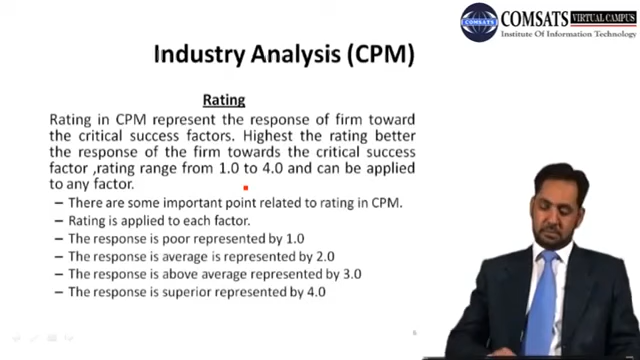 COMSATS VIRTUAL CAMPUS
Institute Of Information Technology
Industry Analysis (CPM)
Rating
Rating in CPM represent the response of firm toward
the critical success factors. Highest the rating better
the response of the firm towards the critical success
factor ,rating range from 1.0 to 4.0 and can be applied
to any factor.
– There are some important point related to rating in CPM.
– Rating is applied to each factor.
– The response is poor represented by 1.0
– The response is average is represented by 2.0
– The response is above average represented by 3.0
– The response is superior represented by 4.0